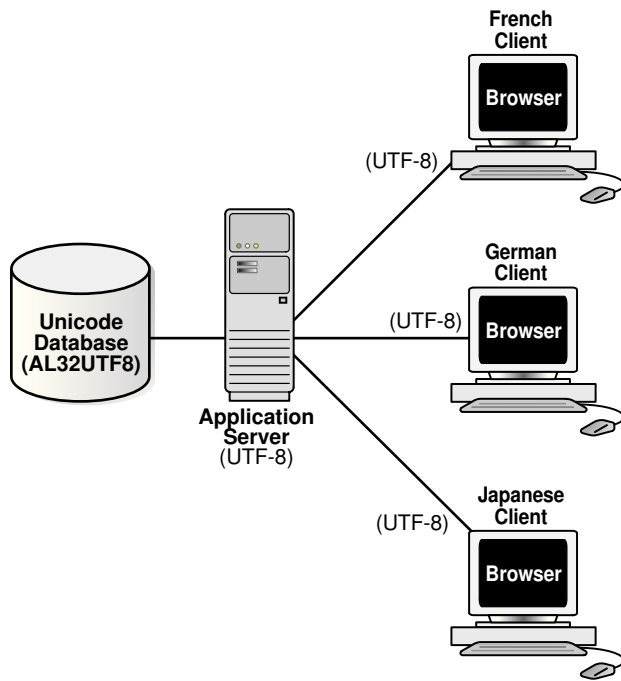 French
Client
Browser
(UTF-8)
German
Client
(UTF-8)
Browser
Unicode
Database
(AL32UTF8)
Application
Server
(UTF-8)
Japanese
Client
(UTF-8)
Browser